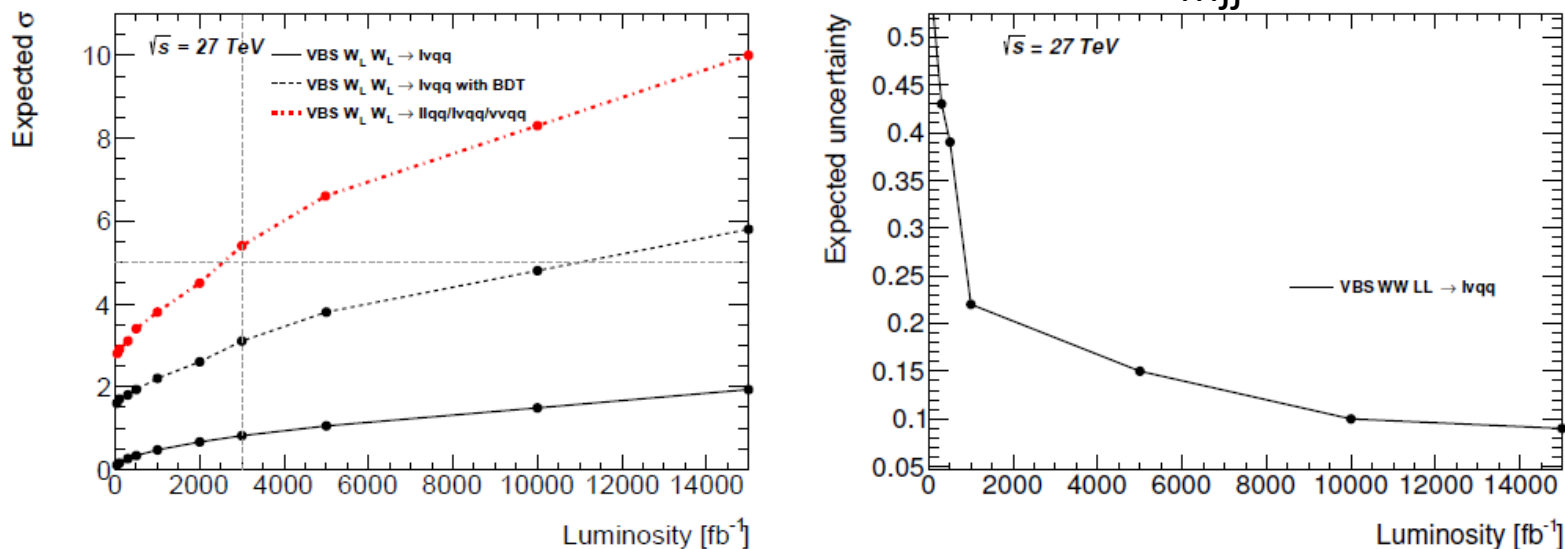 Expected σ
√s = 27 TeV
VBS W_L W_L → lvqq
VBS W_L W_L → lvqq with BDT
VBS W_L W_L → llqq/lvqq/vvqq
10
8
6
4
2
0
0 2000 4000 6000 8000 10000 12000 14000
Luminosity [fb⁻¹]
Expected uncertainty
√s = 27 TeV
VBS WW LL → lvqq
0.5
0.45
0.4
0.35
0.3
0.25
0.2
0.15
0.1
0.05
0 2000 4000 6000 8000 10000 12000 14000
Luminosity [fb⁻¹]